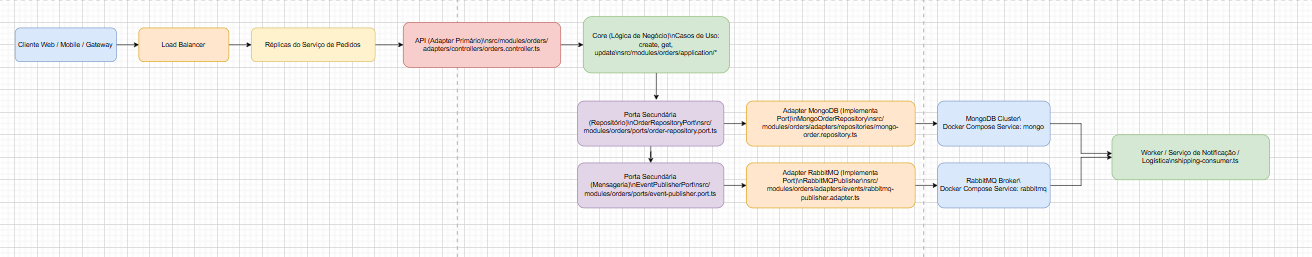 Cliente Web / Mobile / Gateway
Load Balancer
Réplicas do Serviço de Pedidos
API (Adapter Primário)\nsrc/modules/orders/
adapters/controllers/orders.controller.ts
Core (Lógica de Negócio)\nCasos de Uso:
create, get,
update\nsrc/modules/orders/application/*
Porta Secundária
(Repositório)\nOrderRepositoryPort\nsrc/
modules/orders/ports/order-repository.port.ts
Adapter MongoDB (Implementa
Port)\nMongoOrderRepository\nsrc/
modules/orders/adapters/repositories/mongo-
order.repository.ts
MongoDB Cluster\
Docker Compose Service: mongo
Worker / Serviço de Notificação /
Logística\nshipping-consumer.ts
Porta Secundária
(Mensageria)\nEventPublisherPort\nsrc/
modules/orders/ports/event-publisher.port.ts
Adapter RabbitMQ (Implementa
Port)\nRabbitMQPublisher\nsrc/
modules/orders/adapters/events/rabbitmq-
publisher.adapter.ts
RabbitMQ Broker\
Docker Compose Service: rabbitmq